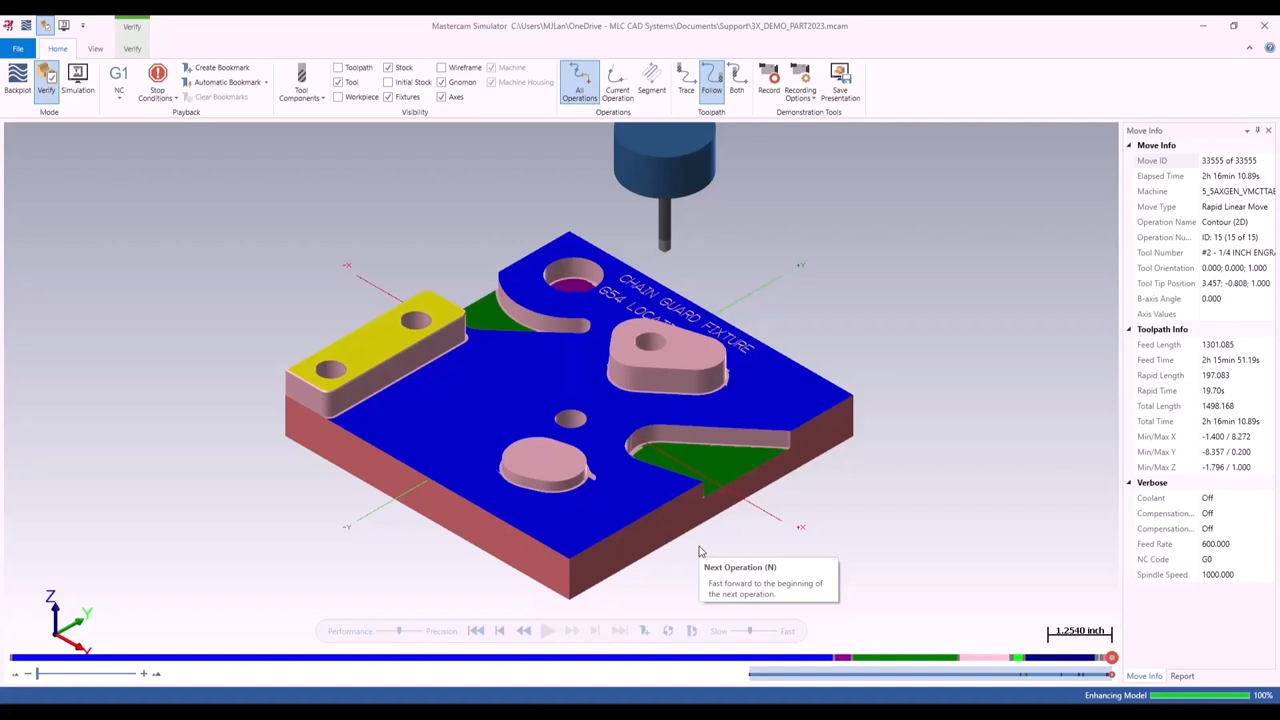 Verify
Mastercam Simulator C:\Users\MJLan\OneDrive - MLC CAD Systems\Documents\Support\3X_DEMO_PART2023.mcam
File Home View Verify
Backplot Verify Simulation
Mode
G1 NC
Stop Conditions
Create Bookmark
Automatic Bookmark
Clear Bookmarks
Playback
Tool Components
Toolpath Stock Wireframe Machine
Tool Initial Stock Gnomon Machine Housing
Workpiece Fixtures Axes
Visibility
All Operations Current Operation Segment
Operations
Trace Follow Both
Toolpath
Record Recording Options Save Presentation
Demonstration Tools
Move Info
Move Info
Move ID 33555 of 33555
Elapsed Time 2h 16min 10.89s
Machine 5_5AXGEN_VMCTTAE
Move Type Rapid Linear Move
Operation Name Contour (2D)
Operation Nu... ID: 15 (15 of 15)
Tool Number #2 - 1/4 INCH ENGRA
Tool Orientation 0.000; 0.000; 1.000
Tool Tip Position 3.457; -0.808; 1.000
B-axis Angle 0.000
Axis Values
Toolpath Info
Feed Length 1301.085
Feed Time 2h 15min 51.19s
Rapid Length 197.083
Rapid Time 19.70s
Total Length 1498.168
Total Time 2h 16min 10.89s
Min/Max X -1.400 / 8.272
Min/Max Y -8.357 / 0.200
Min/Max Z -1.796 / 1.000
Verbose
Coolant Off
Compensation... Off
Compensation... Off
Feed Rate 600.000
NC Code G0
Spindle Speed 1000.000
Move Info Report
-X
+Y
CHAIN GUARD FIXTURE
G54
-Y
+X
Next Operation (N)
Fast forward to the beginning of
the next operation.
Z
Y
Performance Precision
Slow Fast
1.2540 inch
Enhancing Model 100%